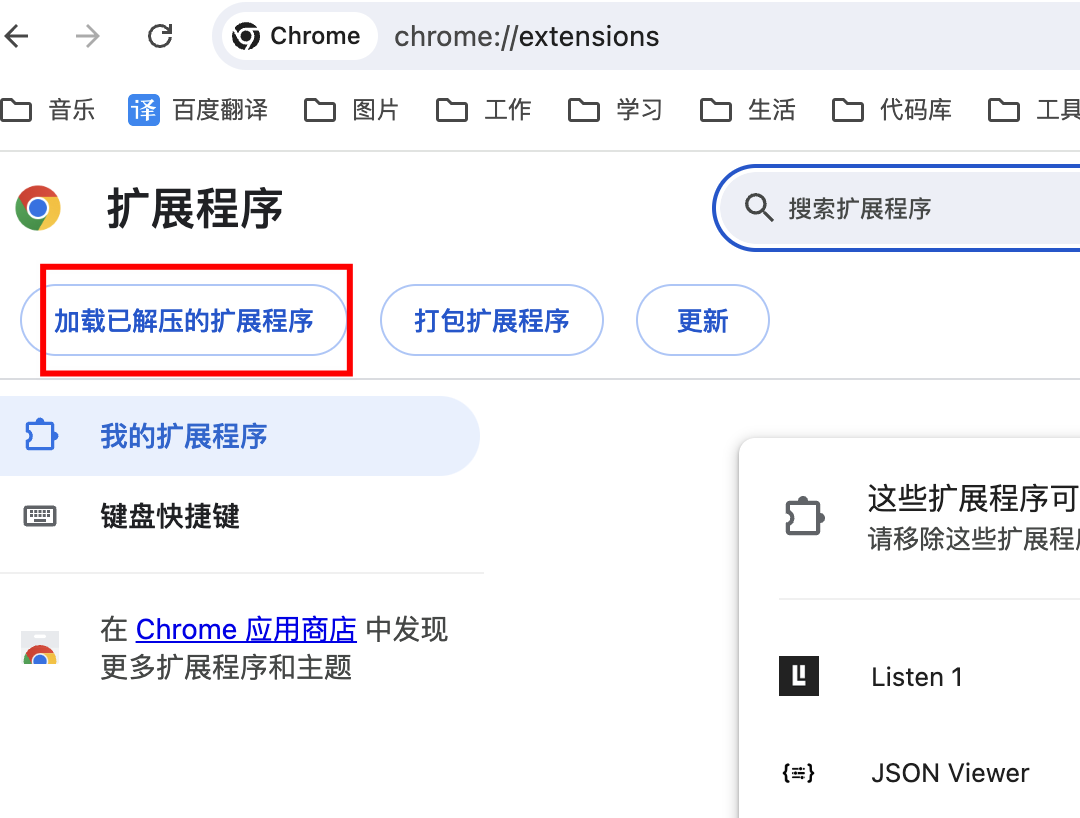 Chrome chrome://extensions
音乐 译 百度翻译 图片 工作 学习 生活 代码库 工具
扩展程序
搜索扩展程序
加载已解压的扩展程序 打包扩展程序 更新
我的扩展程序
键盘快捷键
在 Chrome 应用商店 中发现
更多扩展程序和主题
这些扩展程序可
请移除这些扩展程
Listen 1
JSON Viewer